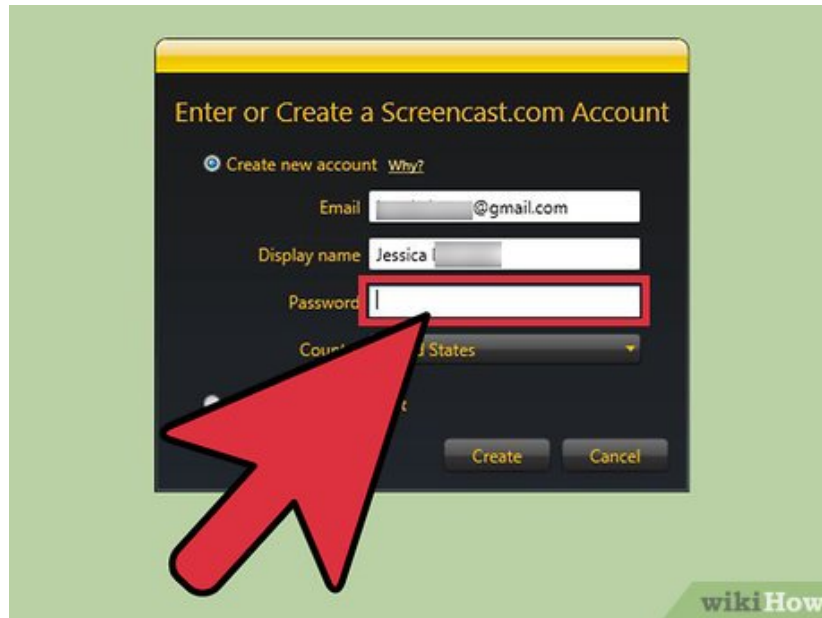 Enter or Create a Screencast.com Account
Create new account Why?
Email @gmail.com
Display name Jessica
Password
States
Create Cancel
wikiHow